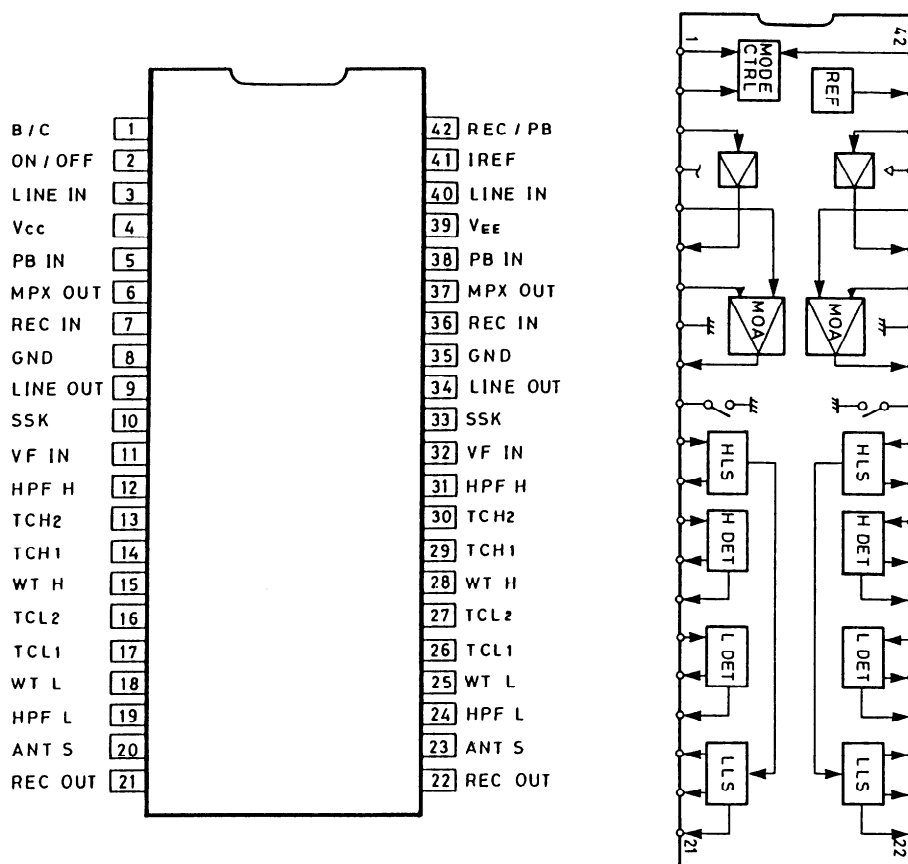 B/C 1 42 REC/PB
ON/OFF 2 41 IREF
LINE IN 3 40 LINE IN
Vcc 4 39 VEE
PB IN 5 38 PB IN
MPX OUT 6 37 MPX OUT
REC IN 7 36 REC IN
GND 8 35 GND
LINE OUT 9 34 LINE OUT
SSK 10 33 SSK
VF IN 11 32 VF IN
HPF H 12 31 HPF H
TCH2 13 30 TCH2
TCH1 14 29 TCH1
WT H 15 28 WT H
TCL2 16 27 TCL2
TCL1 17 26 TCL1
WT L 18 25 WT L
HPF L 19 24 HPF L
ANT S 20 23 ANT S
REC OUT 21 22 REC OUT
1 42
MODE
CTRL
REF
MOA MOA
HLS HLS
H DET H DET
L DET L DET
LLS LLS
21 22